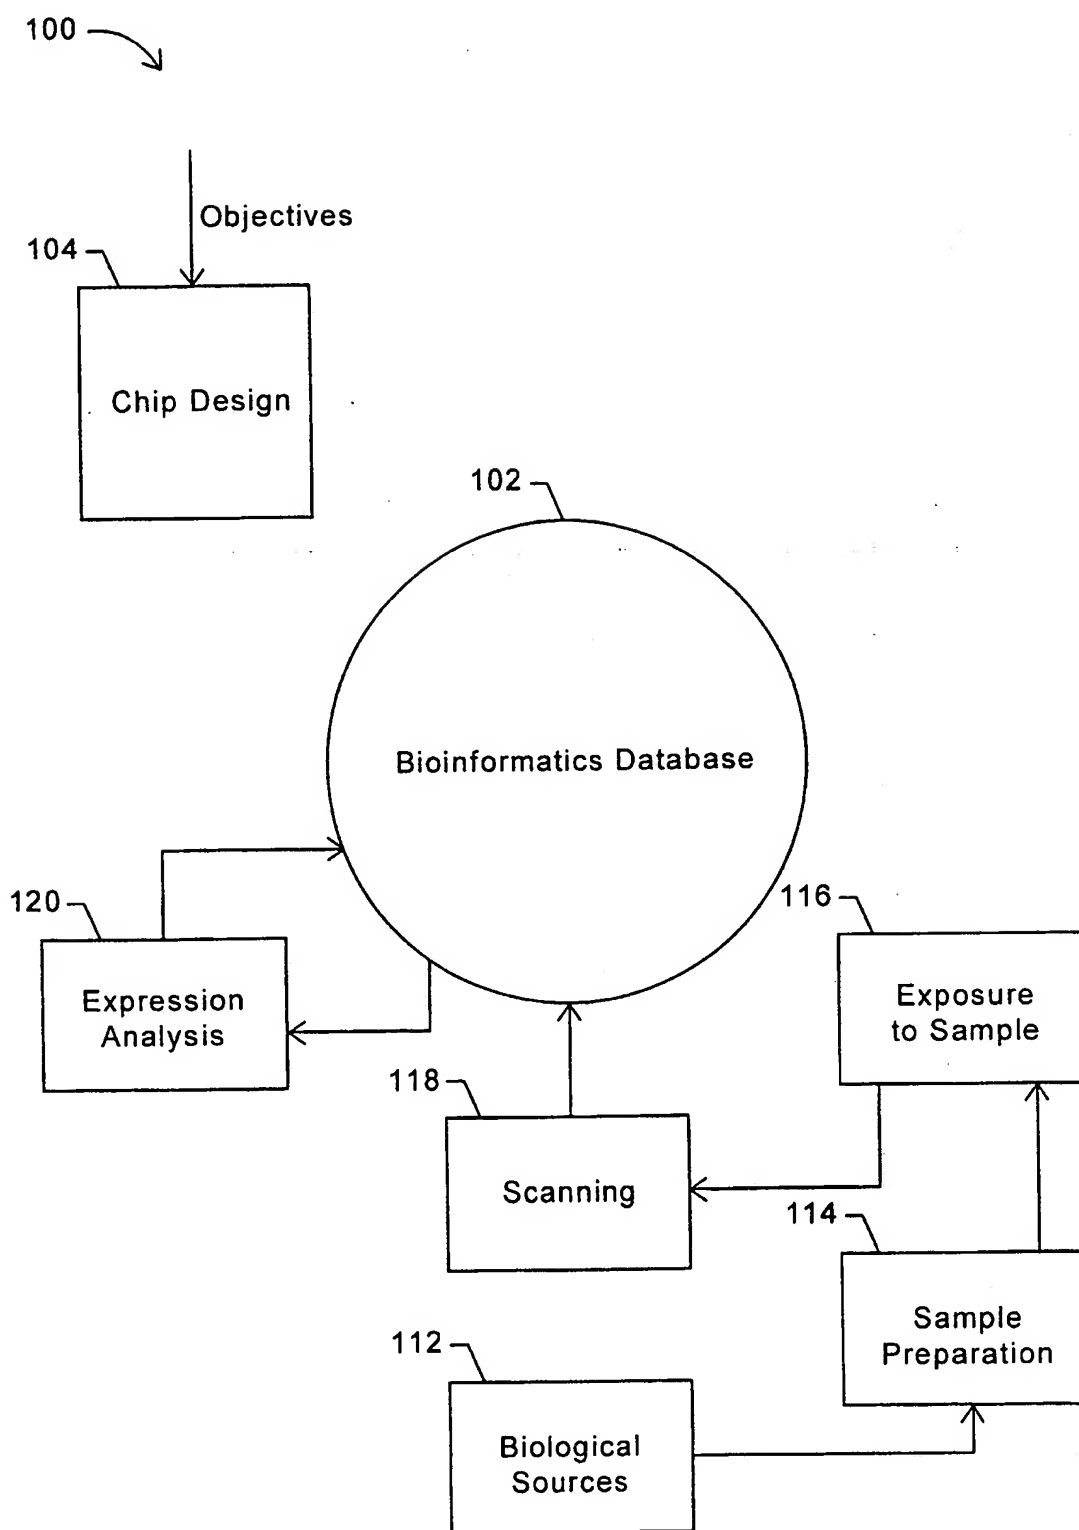 100
Objectives
104
Chip Design
102
Bioinformatics Database
120
Expression
Analysis
116
Exposure
to Sample
118
Scanning
114
Sample
Preparation
112
Biological
Sources